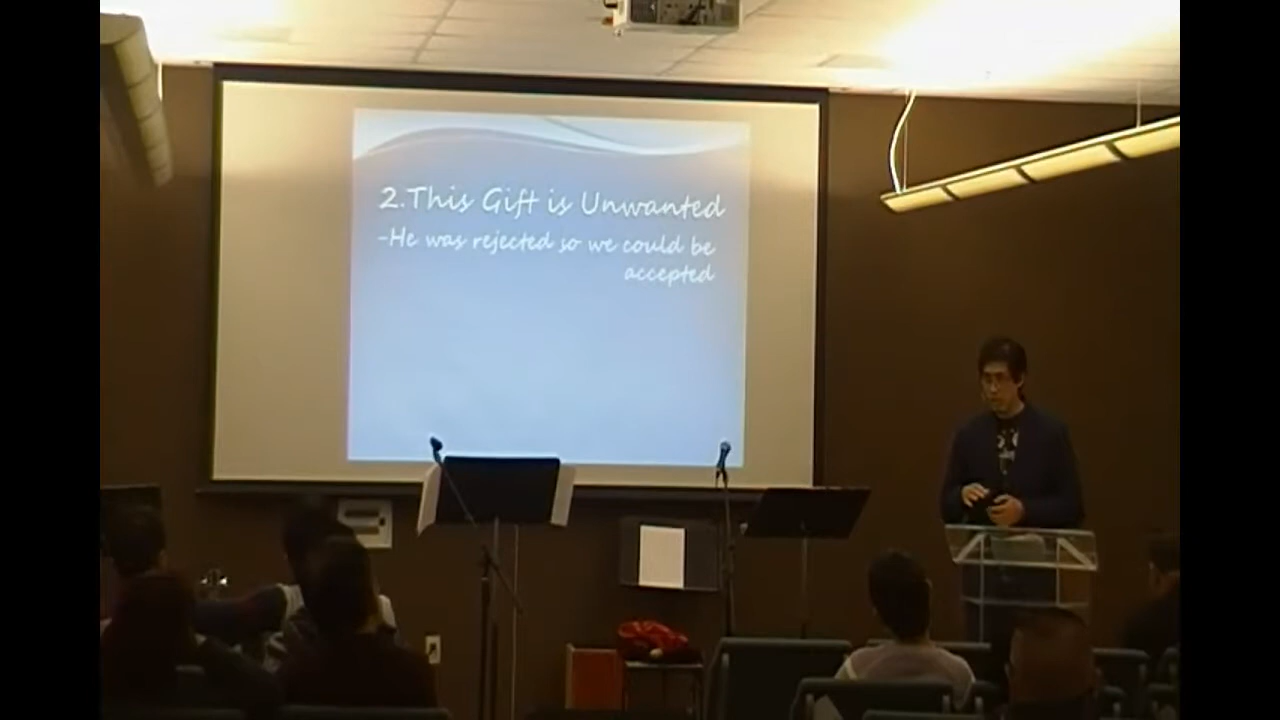 2.This Gift is Unwanted
-He was rejected so we could be
accepted